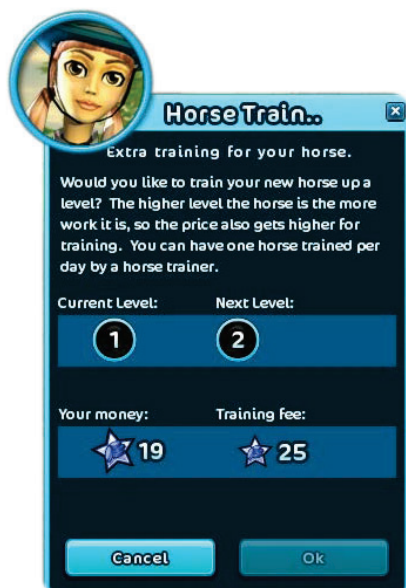 Horse Train..
Extra training for your horse.
Would you like to train your new horse up a
level? The higher level the horse is the more
work it is, so the price also gets higher for
training. You can have one horse trained per
day by a horse trainer.
Current Level: Next Level:
1 2
Your money: Training fee:
19 25
Cancel Ok